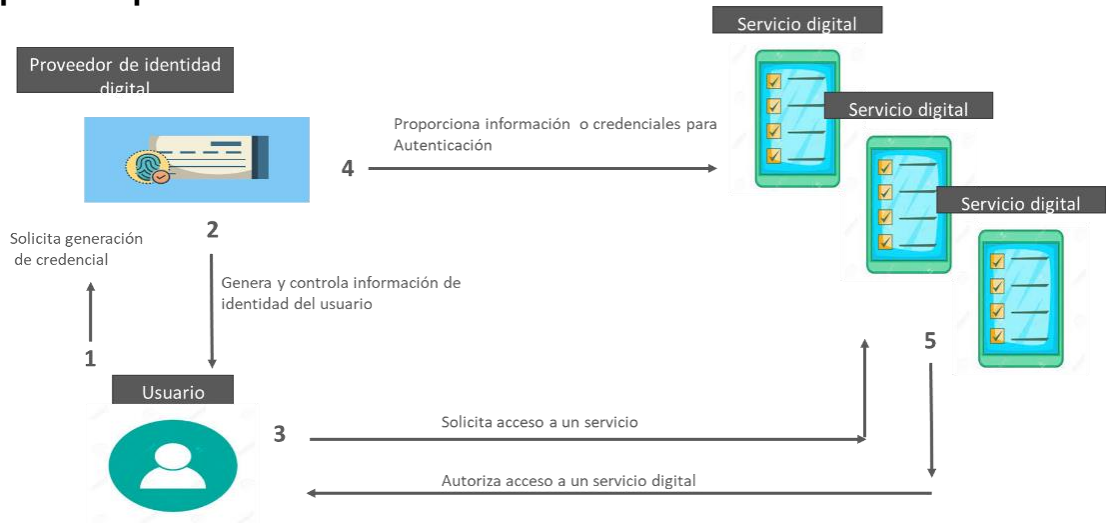 Servicio digital
Proveedor de identidad
digital
Servicio digital
Proporciona información o credenciales para
Autenticación
4
Servicio digital
Solicita generación
de credencial
2
Genera y controla información de
identidad del usuario
1
5
Usuario
3
Solicita acceso a un servicio
Autoriza acceso a un servicio digital